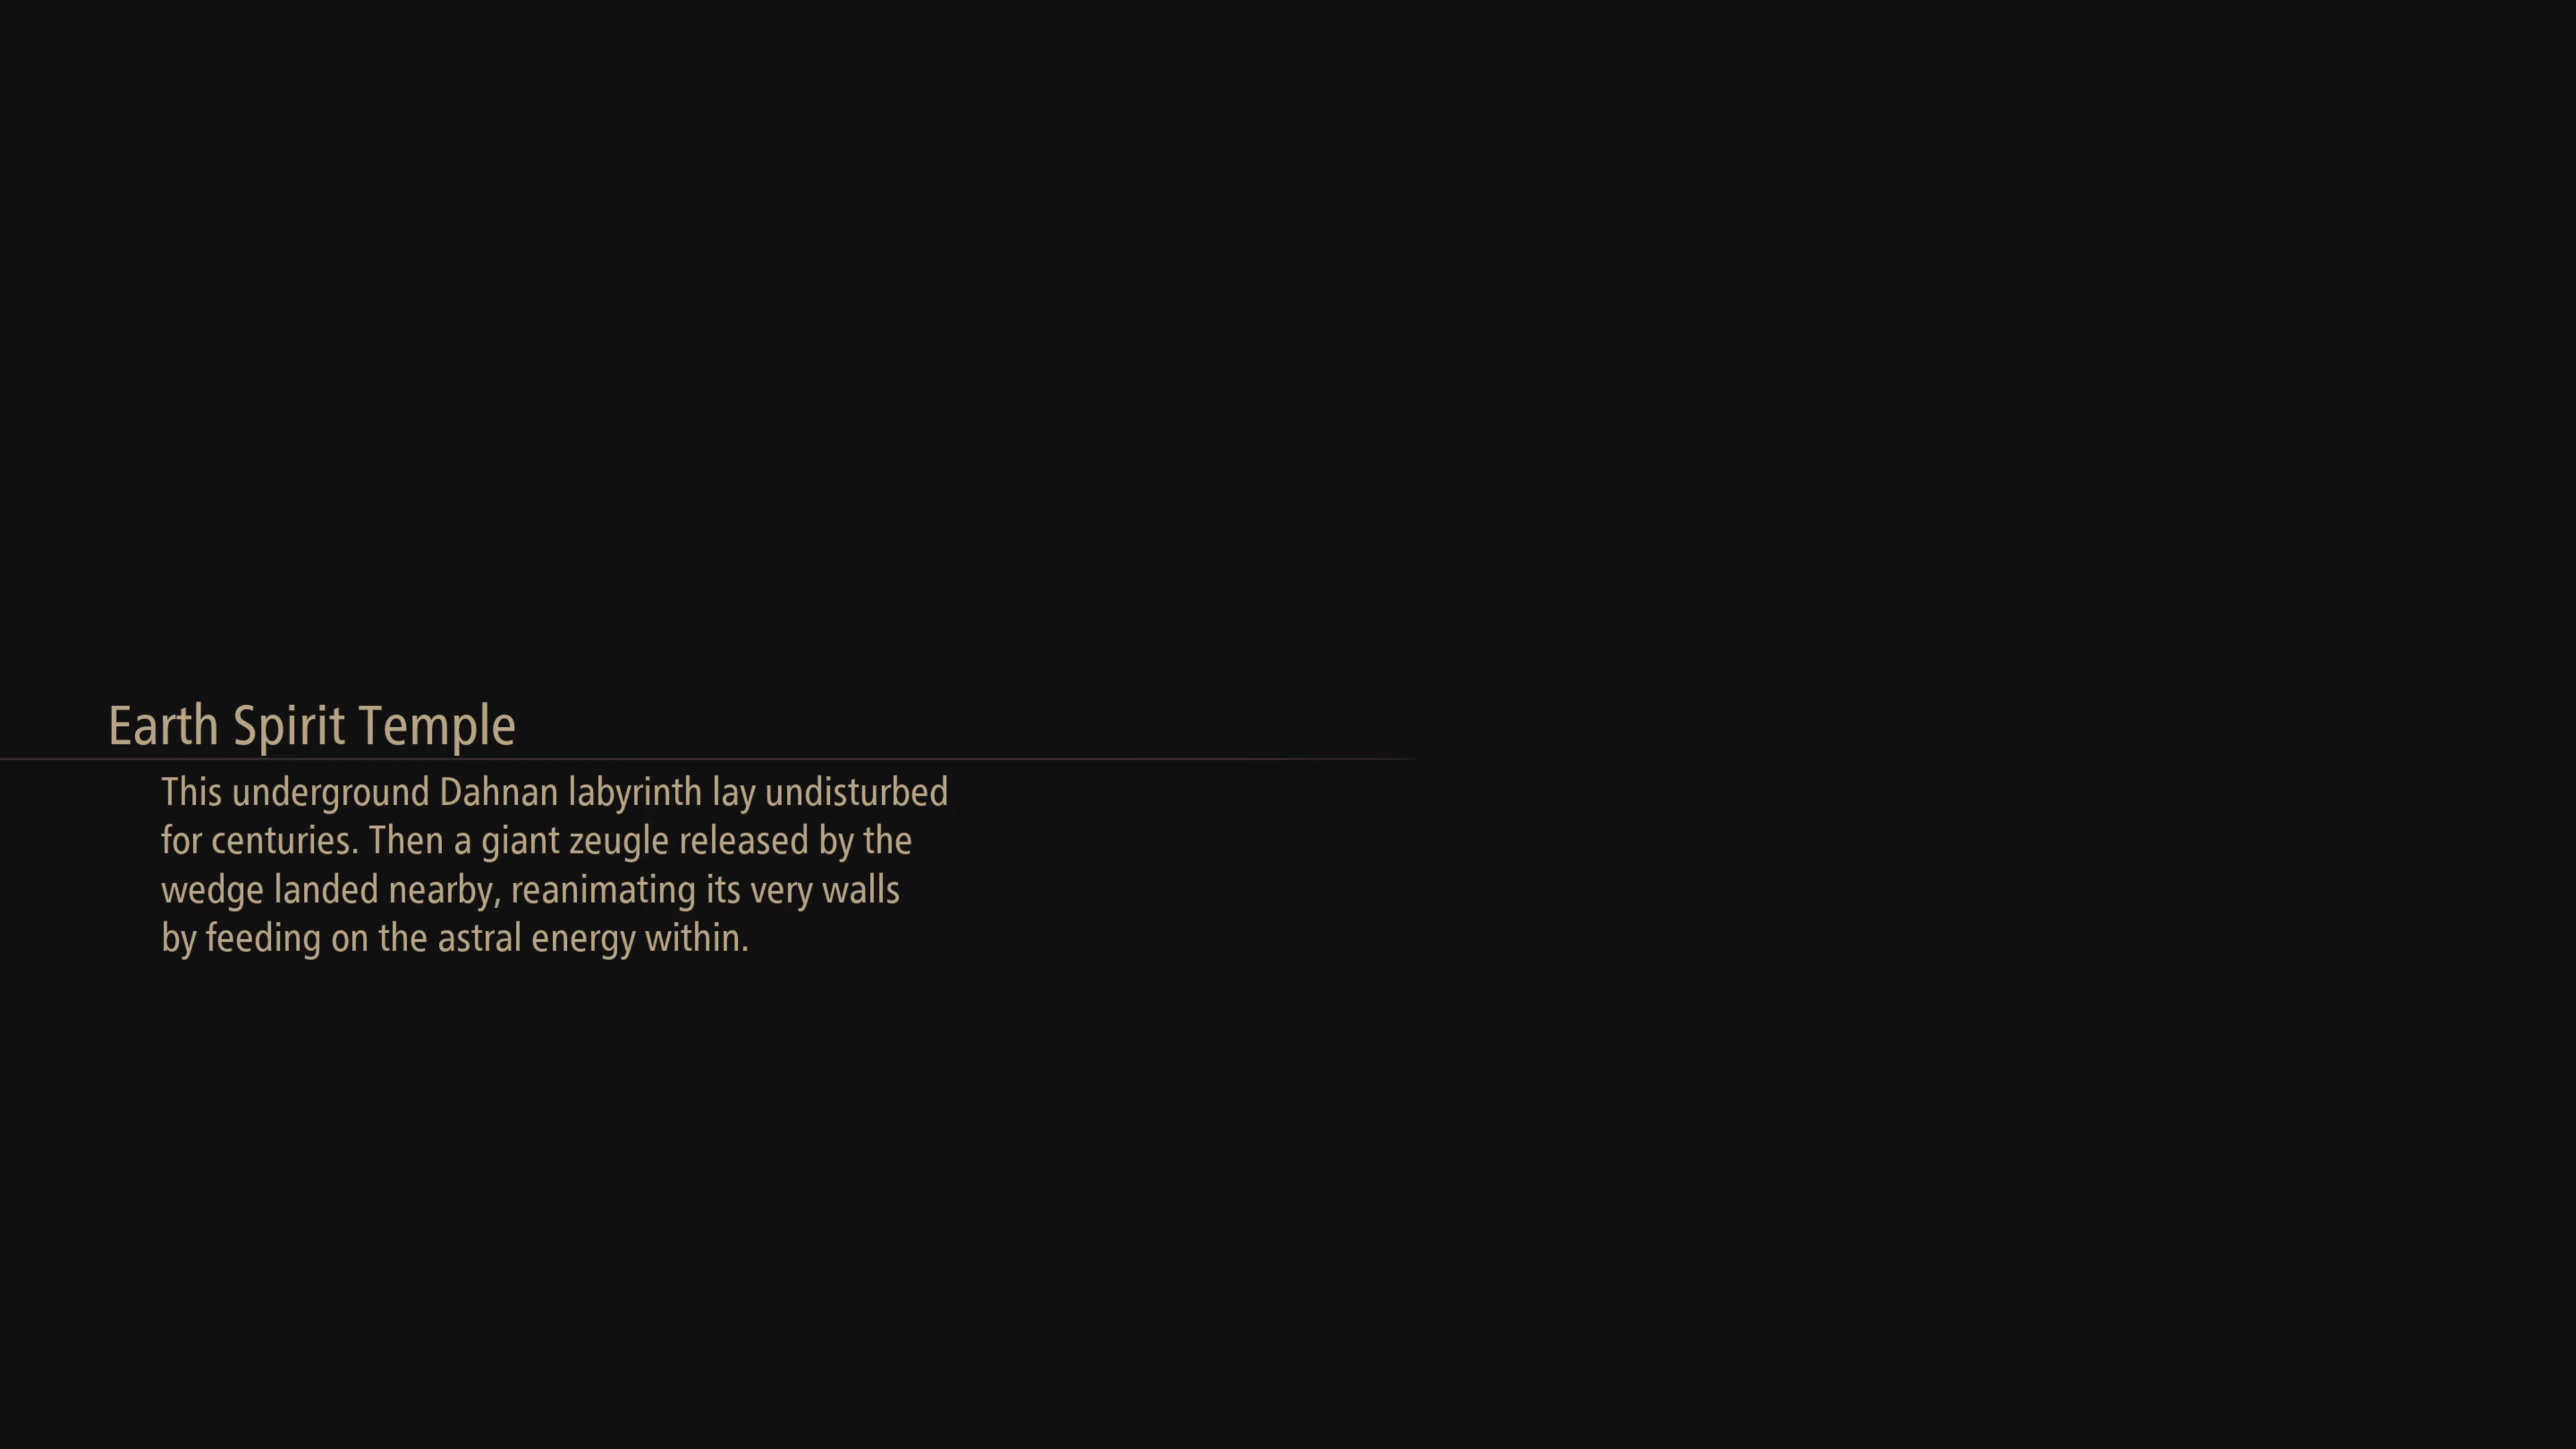 Earth Spirit Temple
This underground Dahnan labyrinth lay undisturbed
for centuries. Then a giant zeugle released by the
wedge landed nearby, reanimating its very walls
by feeding on the astral energy within.